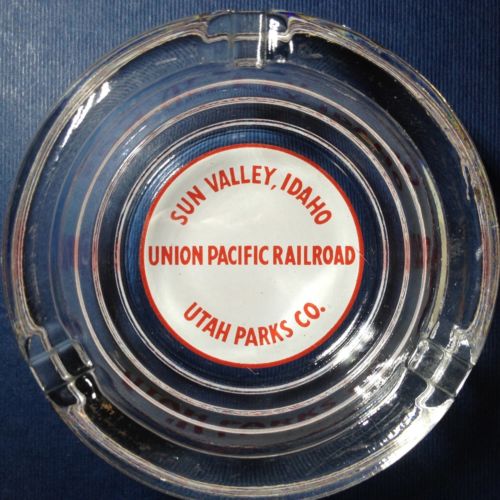 SUN VALLEY, IDAHO
UNION PACIFIC RAILROAD
UTAH PARKS CO.